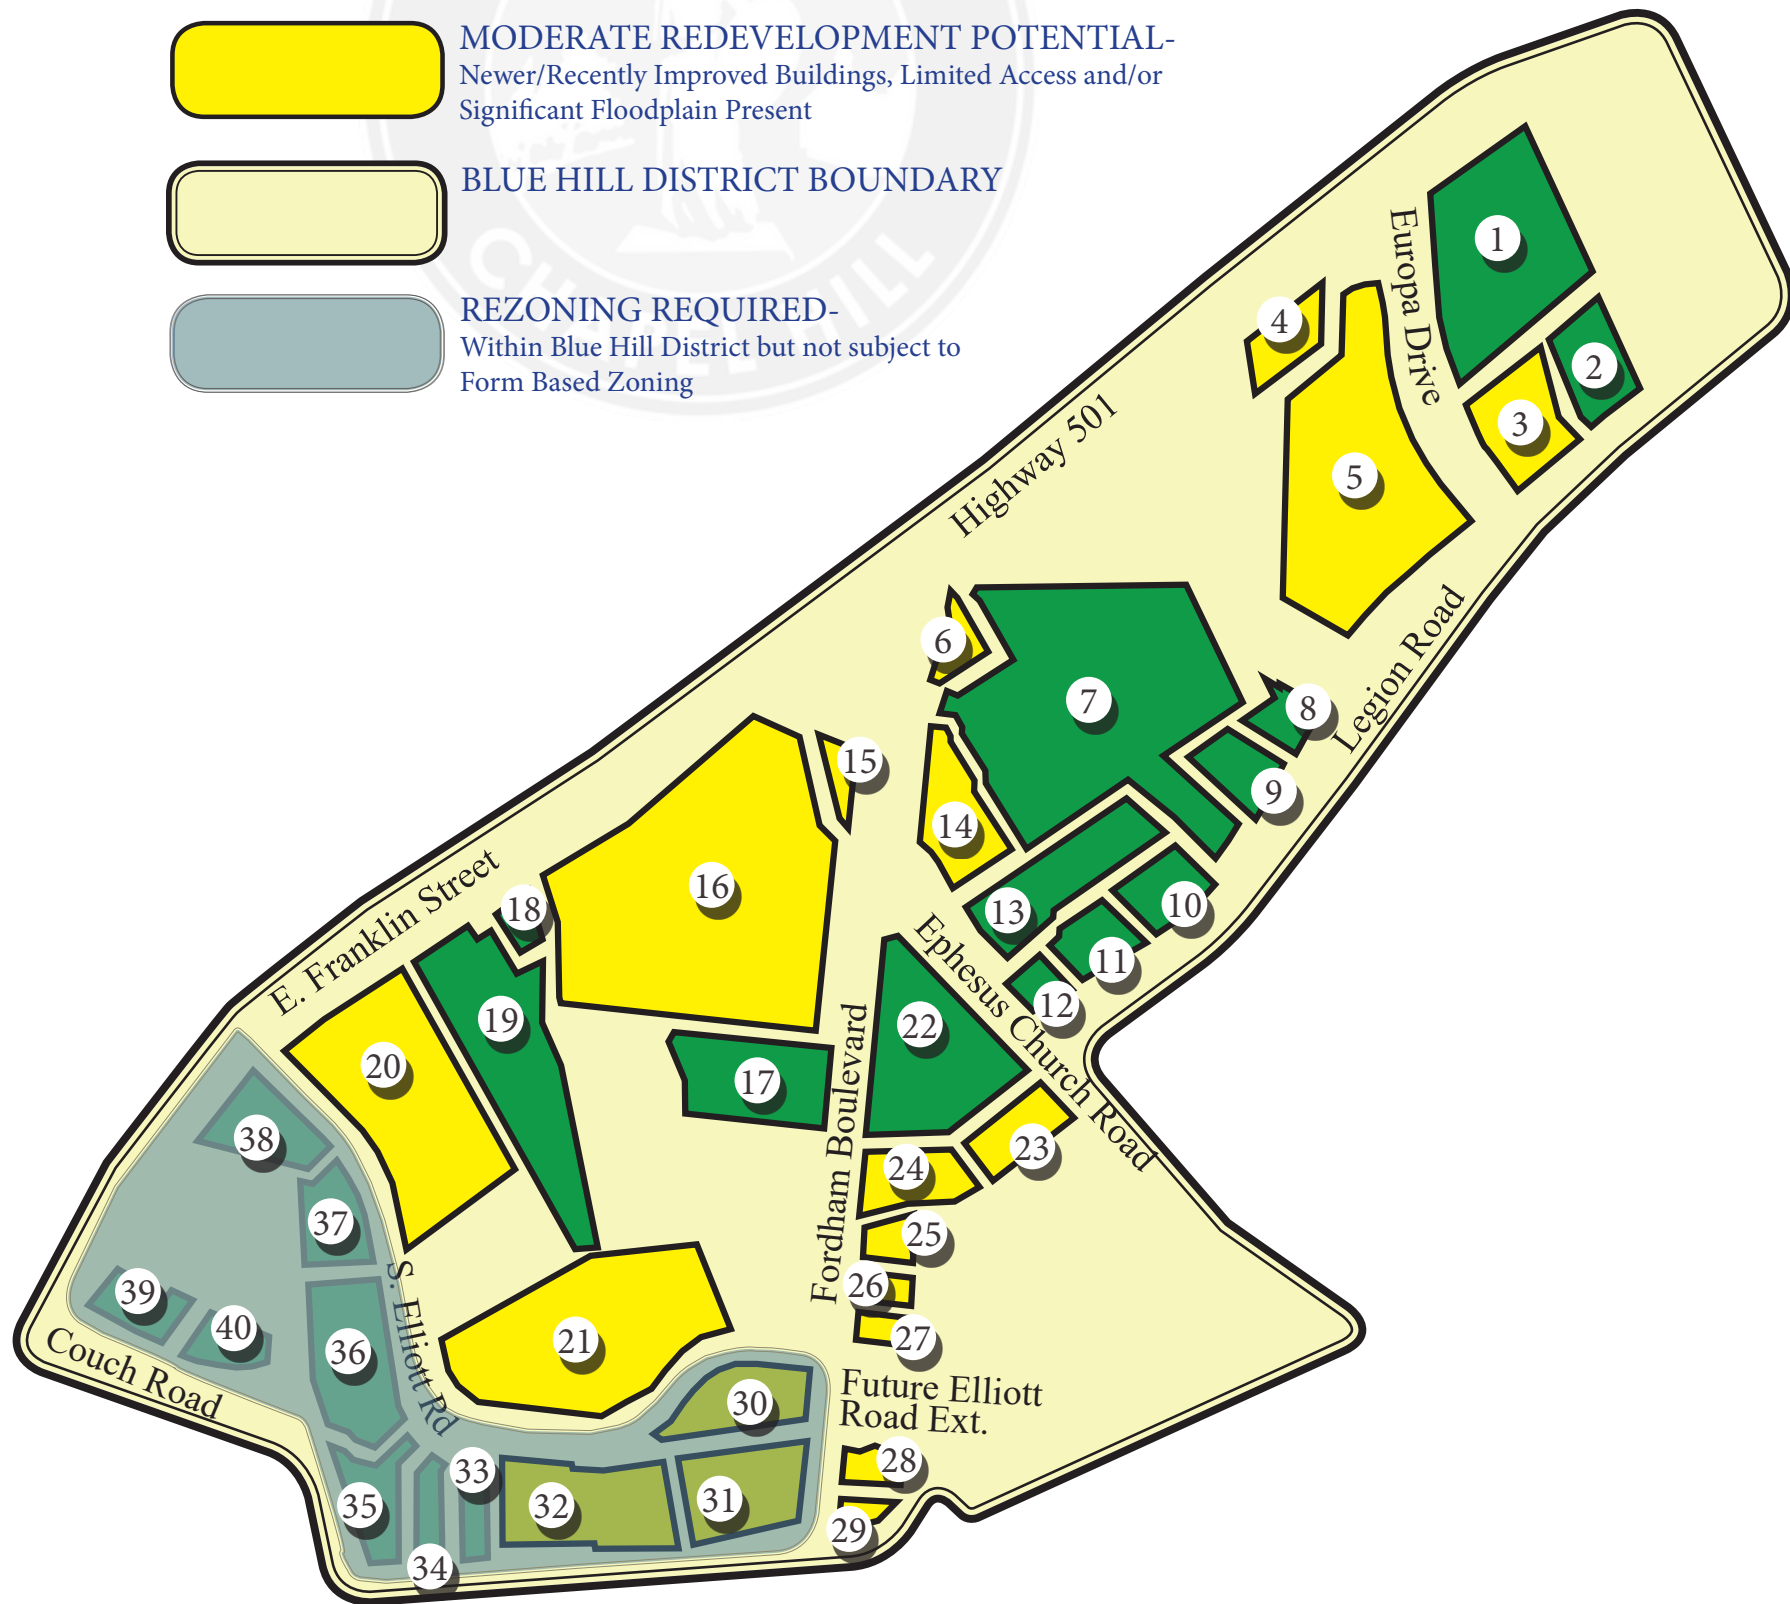 MODERATE REDEVELOPMENT POTENTIAL-
Newer/Recently Improved Buildings, Limited Access and/or
Significant Floodplain Present
BLUE HILL DISTRICT BOUNDARY
REZONING REQUIRED-
Within Blue Hill District but not subject to
Form Based Zoning
CHAPEL HILL
Highway 501
Europa Drive
Legion Road
E. Franklin Street
Ephesus Church Road
Fordham Boulevard
S. Elliott Rd
Couch Road
Future Elliott
Road Ext.
1
2
3
4
5
6
7
8
9
10
11
12
13
14
15
16
17
18
19
20
21
22
23
24
25
26
27
28
29
30
31
32
33
34
35
36
37
38
39
40